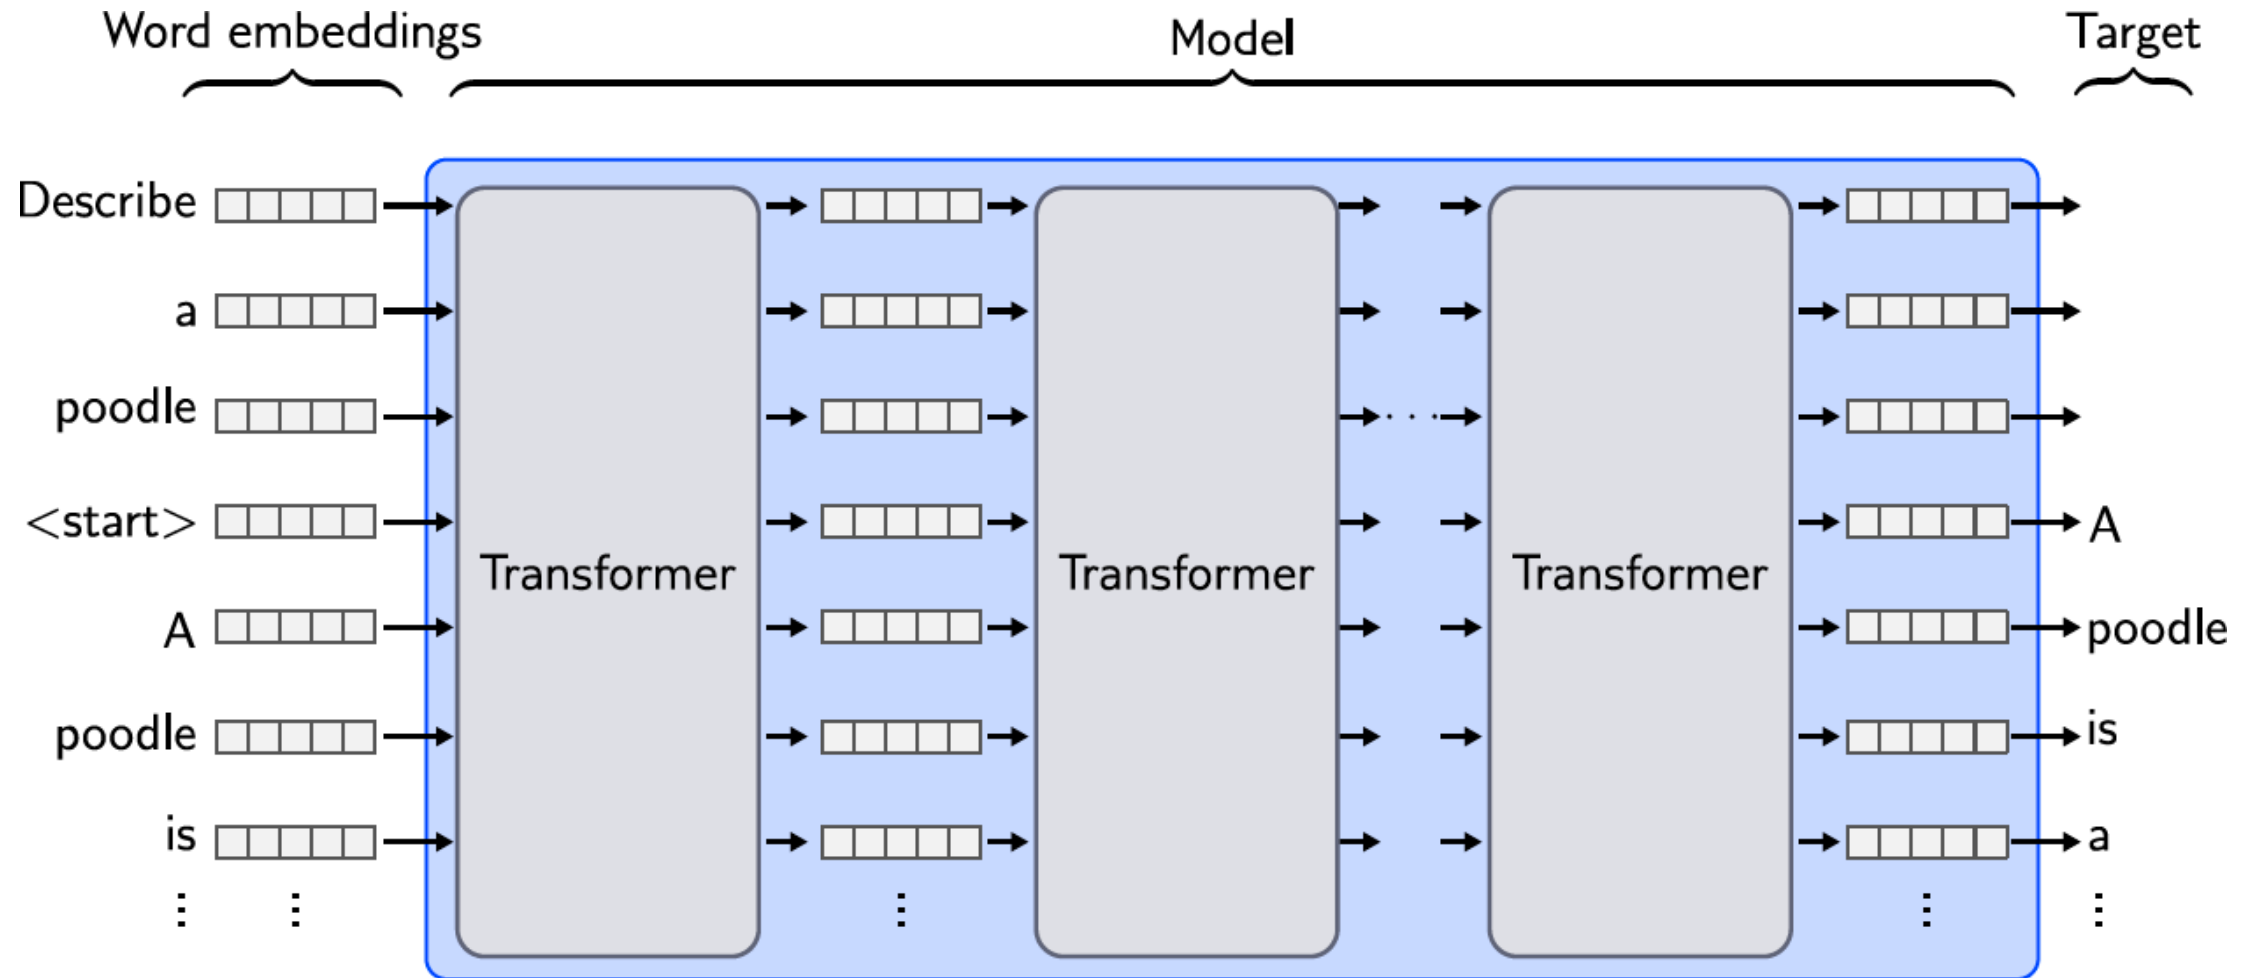 Word embeddings
Model
Target
Describe
a
poodle
<start>
A
poodle
is
Transformer
Transformer
Transformer
A
poodle
is
a